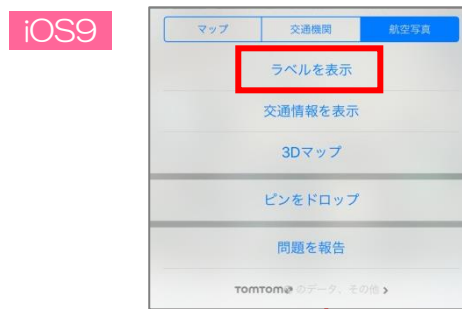 iOS9
マップ 交通機関 航空写真
ラベルを表示
交通情報を表示
3Dマップ
ピンをドロップ
問題を報告
TOMTOM のデータ、その他 >